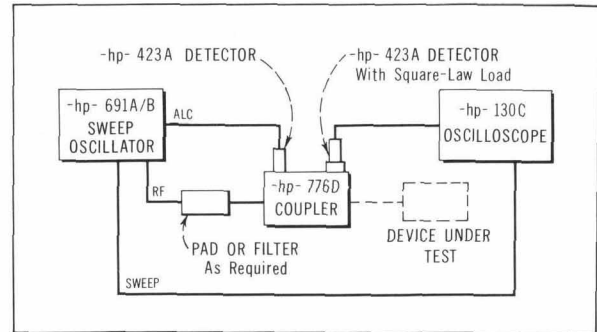 -hp- 423A DETECTOR
-hp- 423A DETECTOR
With Square-Law Load
-hp- 691A/B
SWEEP
OSCILLATOR
ALC
-hp- 130C
OSCILLOSCOPE
RF
-hp- 776D
COUPLER
PAD OR FILTER
As Required
DEVICE UNDER
TEST
SWEEP